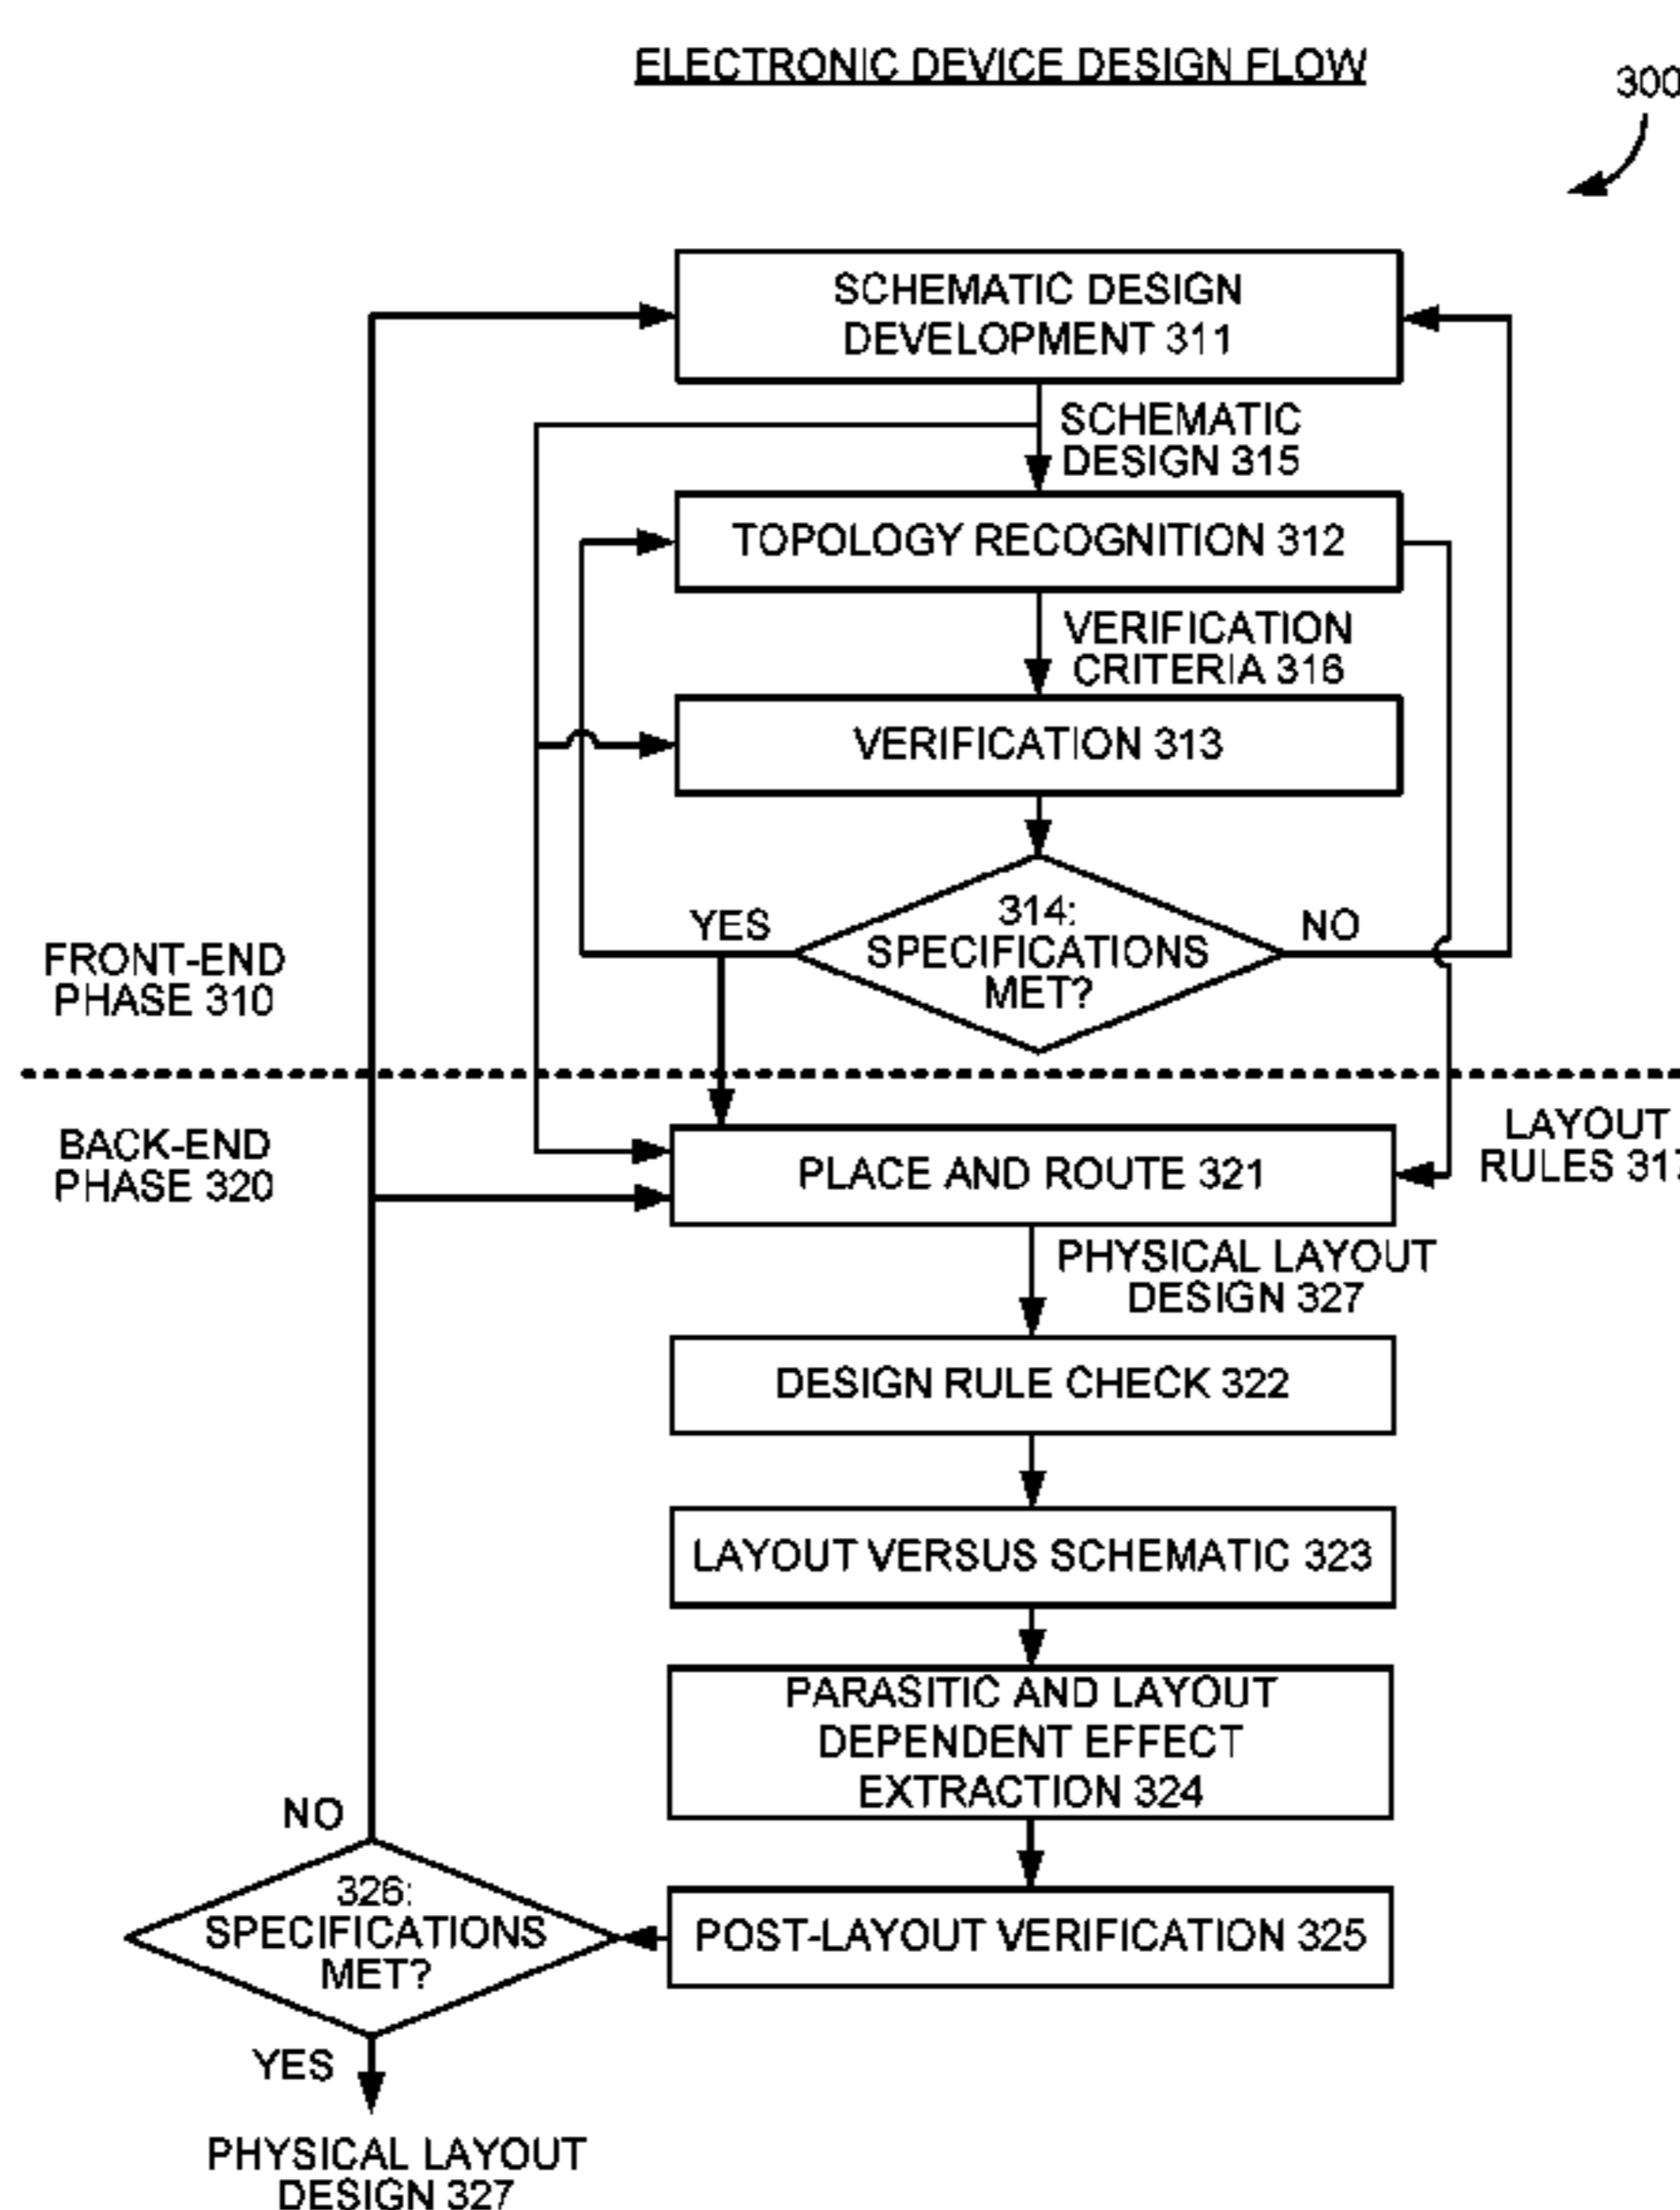 ELECTRONIC DEVICE DESIGN FLOW
300
SCHEMATIC DESIGN
DEVELOPMENT 311
SCHEMATIC
DESIGN 315
TOPOLOGY RECOGNITION 312
VERIFICATION
CRITERIA 316
VERIFICATION 313
314:
SPECIFICATIONS
MET?
YES
NO
FRONT-END
PHASE 310
BACK-END
PHASE 320
LAYOUT
RULES 317
PLACE AND ROUTE 321
PHYSICAL LAYOUT
DESIGN 327
DESIGN RULE CHECK 322
LAYOUT VERSUS SCHEMATIC 323
PARASITIC AND LAYOUT
DEPENDENT EFFECT
EXTRACTION 324
POST-LAYOUT VERIFICATION 325
NO
326:
SPECIFICATIONS
MET?
YES
PHYSICAL LAYOUT
DESIGN 327